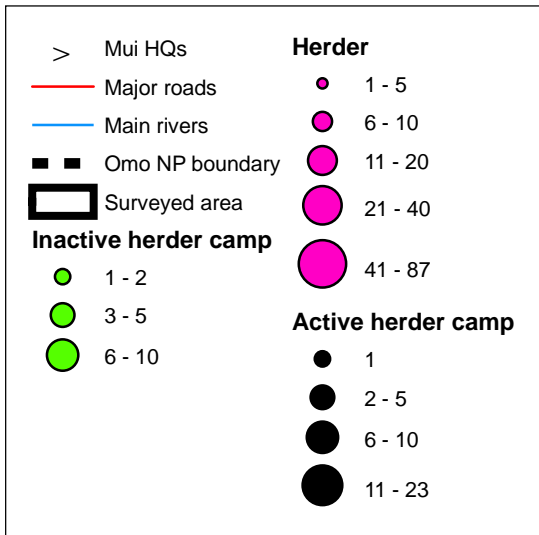 > Mui HQs
Major roads
Main rivers
Omo NP boundary
Surveyed area
Inactive herder camp
1 - 2
3 - 5
6 - 10
Herder
1 - 5
6 - 10
11 - 20
21 - 40
41 - 87
Active herder camp
1
2 - 5
6 - 10
11 - 23